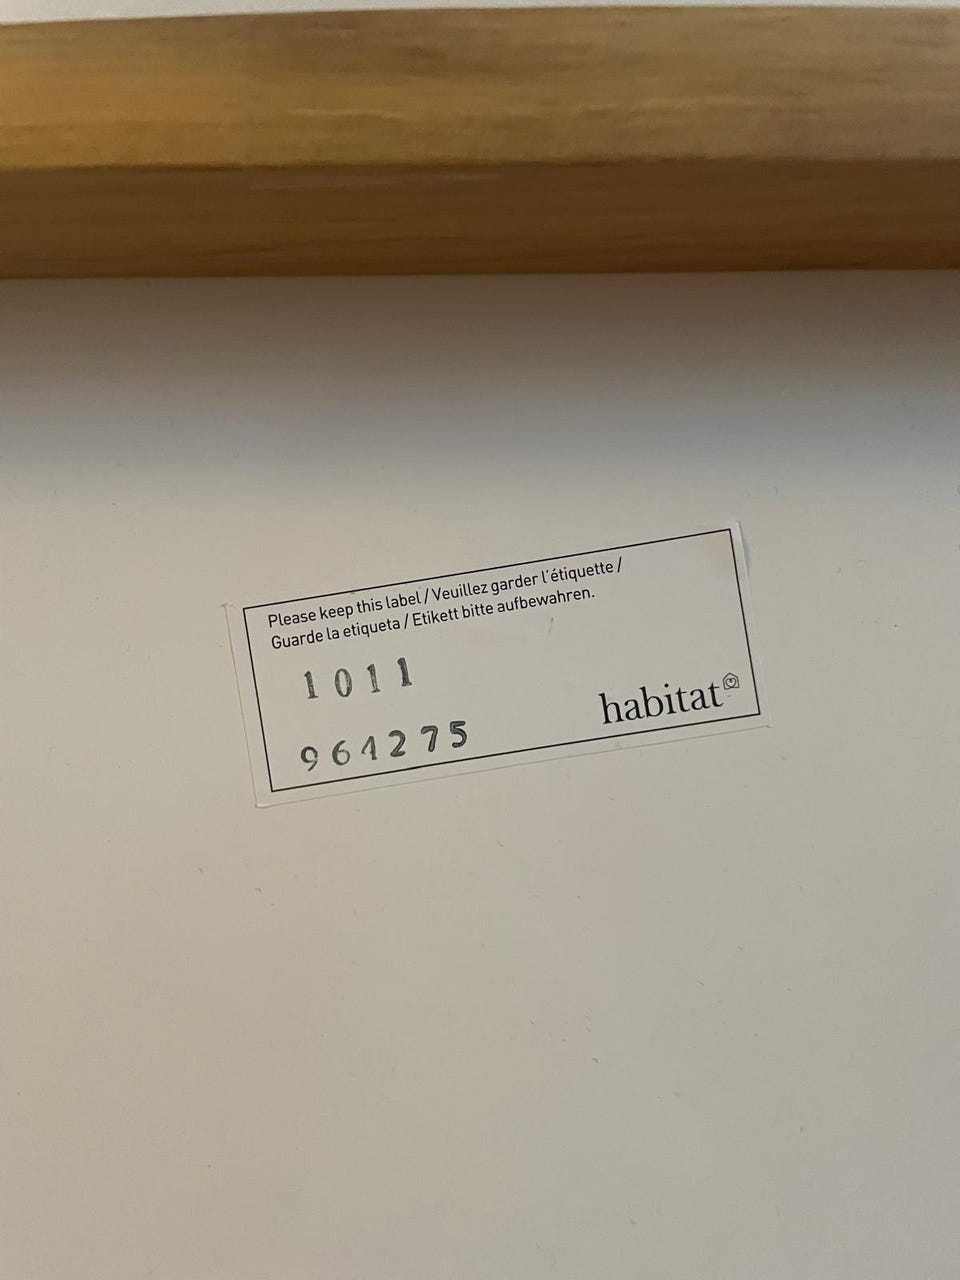 Please keep this label / Veuillez garder l'étiquette /
Guarde la etiqueta / Etikett bitte aufbewahren.
1011
964275
habitat